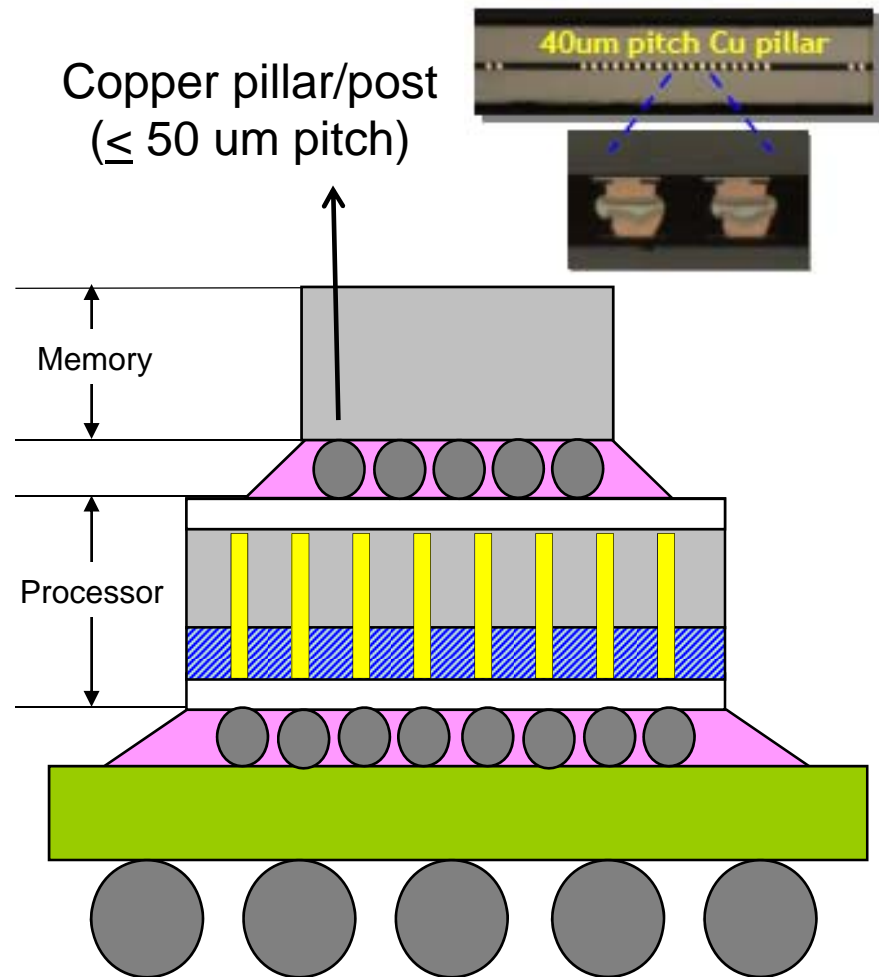 40um pitch Cu pillar
Copper pillar/post
(≤ 50 um pitch)
Memory
Processor